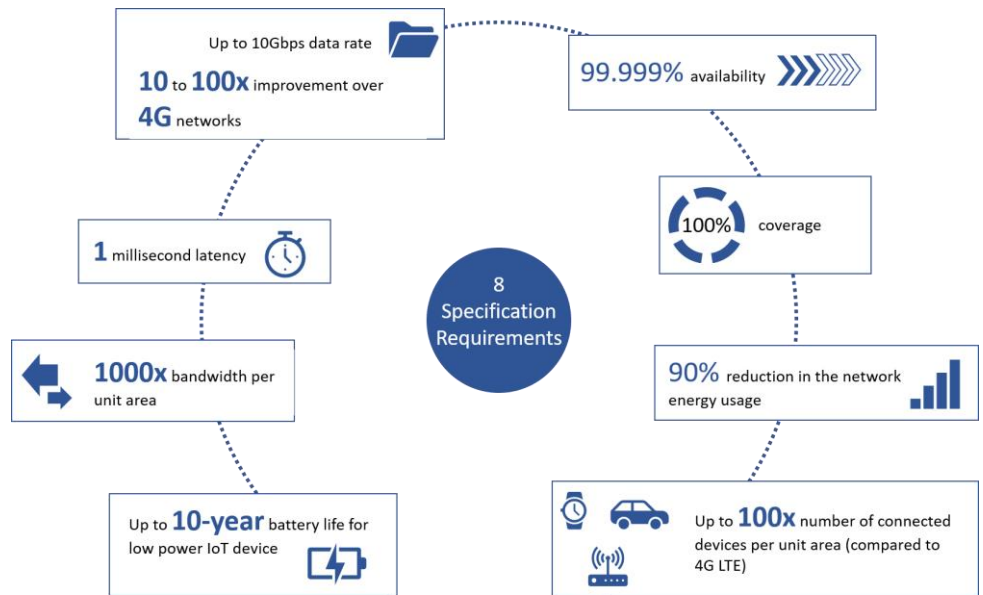 Up to 10Gbps data rate
10 to 100x improvement over
4G networks
99.999% availability
100% coverage
1 millisecond latency
8
Specification
Requirements
1000x bandwidth per
unit area
90% reduction in the network
energy usage
Up to 10-year battery life for
low power IoT device
Up to 100x number of connected
devices per unit area (compared to
4G LTE)